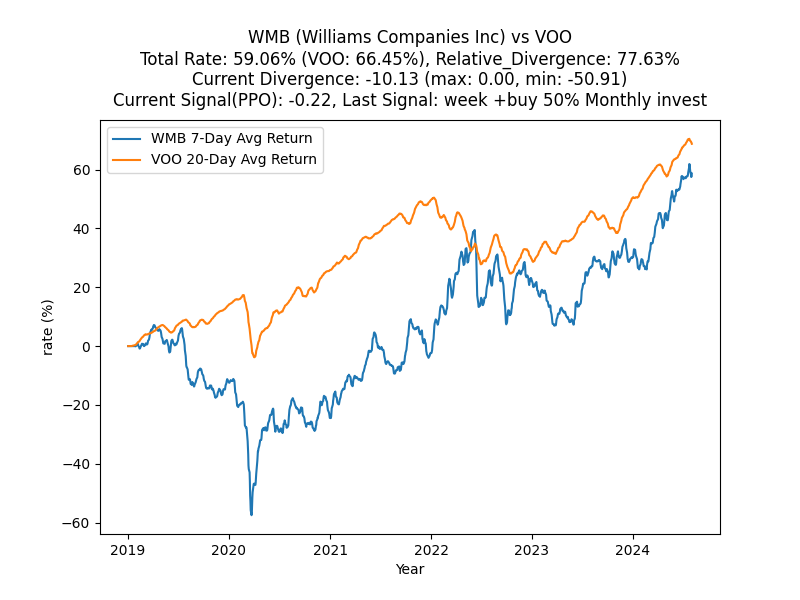 WMB (Williams Companies Inc) vs VOO
Total Rate: 59.06% (VOO: 66.45%), Relative_Divergence: 77.63%
Current Divergence: -10.13 (max: 0.00, min: -50.91)
Current Signal(PPO): -0.22, Last Signal: week +buy 50% Monthly invest
WMB 7-Day Avg Return
VOO 20-Day Avg Return
60
40
20
0
−20
−40
−60
rate (%)
2019 2020 2021 2022 2023 2024
Year